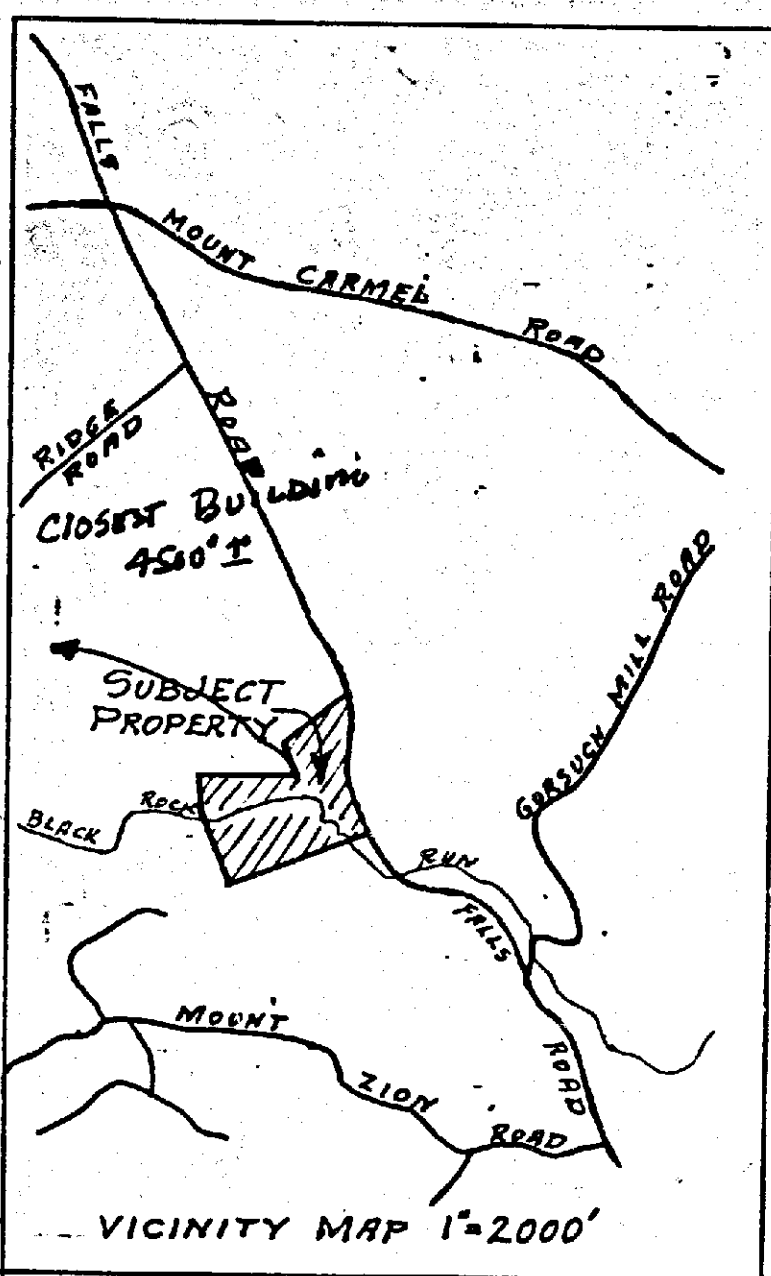 FALLS
MOUNT CARMEL ROAD
ROAD
RIDGE
ROAD
CLOSEST BUILDING
4500' ±
SUBJECT
PROPERTY
GORSUCH MILL ROAD
BLACK ROCK RUN
FALLS
ROAD
MOUNT ZION ROAD
VICINITY MAP 1"=2000'